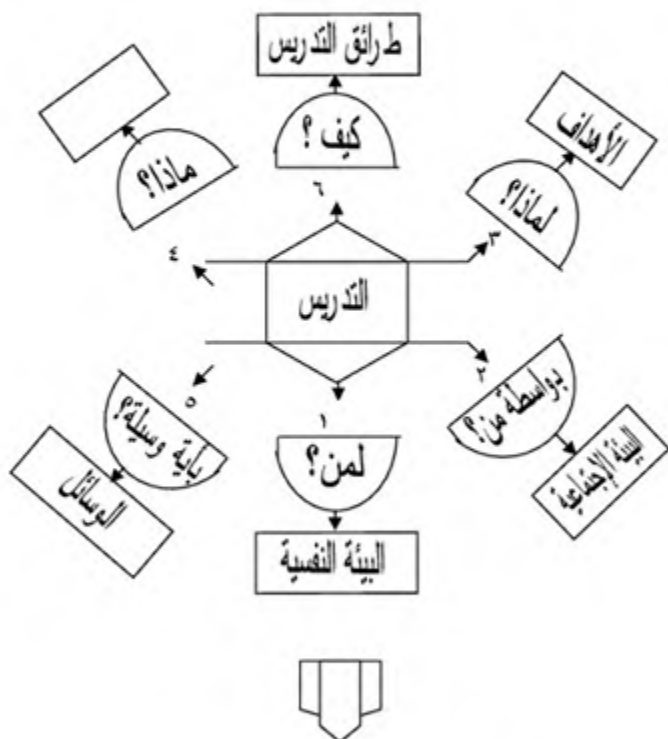 طرائق التدريس
كيف ؟
٦
ماذا؟
٤
الأهداف
لماذا؟
٣
التدريس
بواسطة من؟
٢
البيئة الإجتماعية
بأية وسيلة؟
٥
الوسائل
١
لمن؟
البيئة النفسية